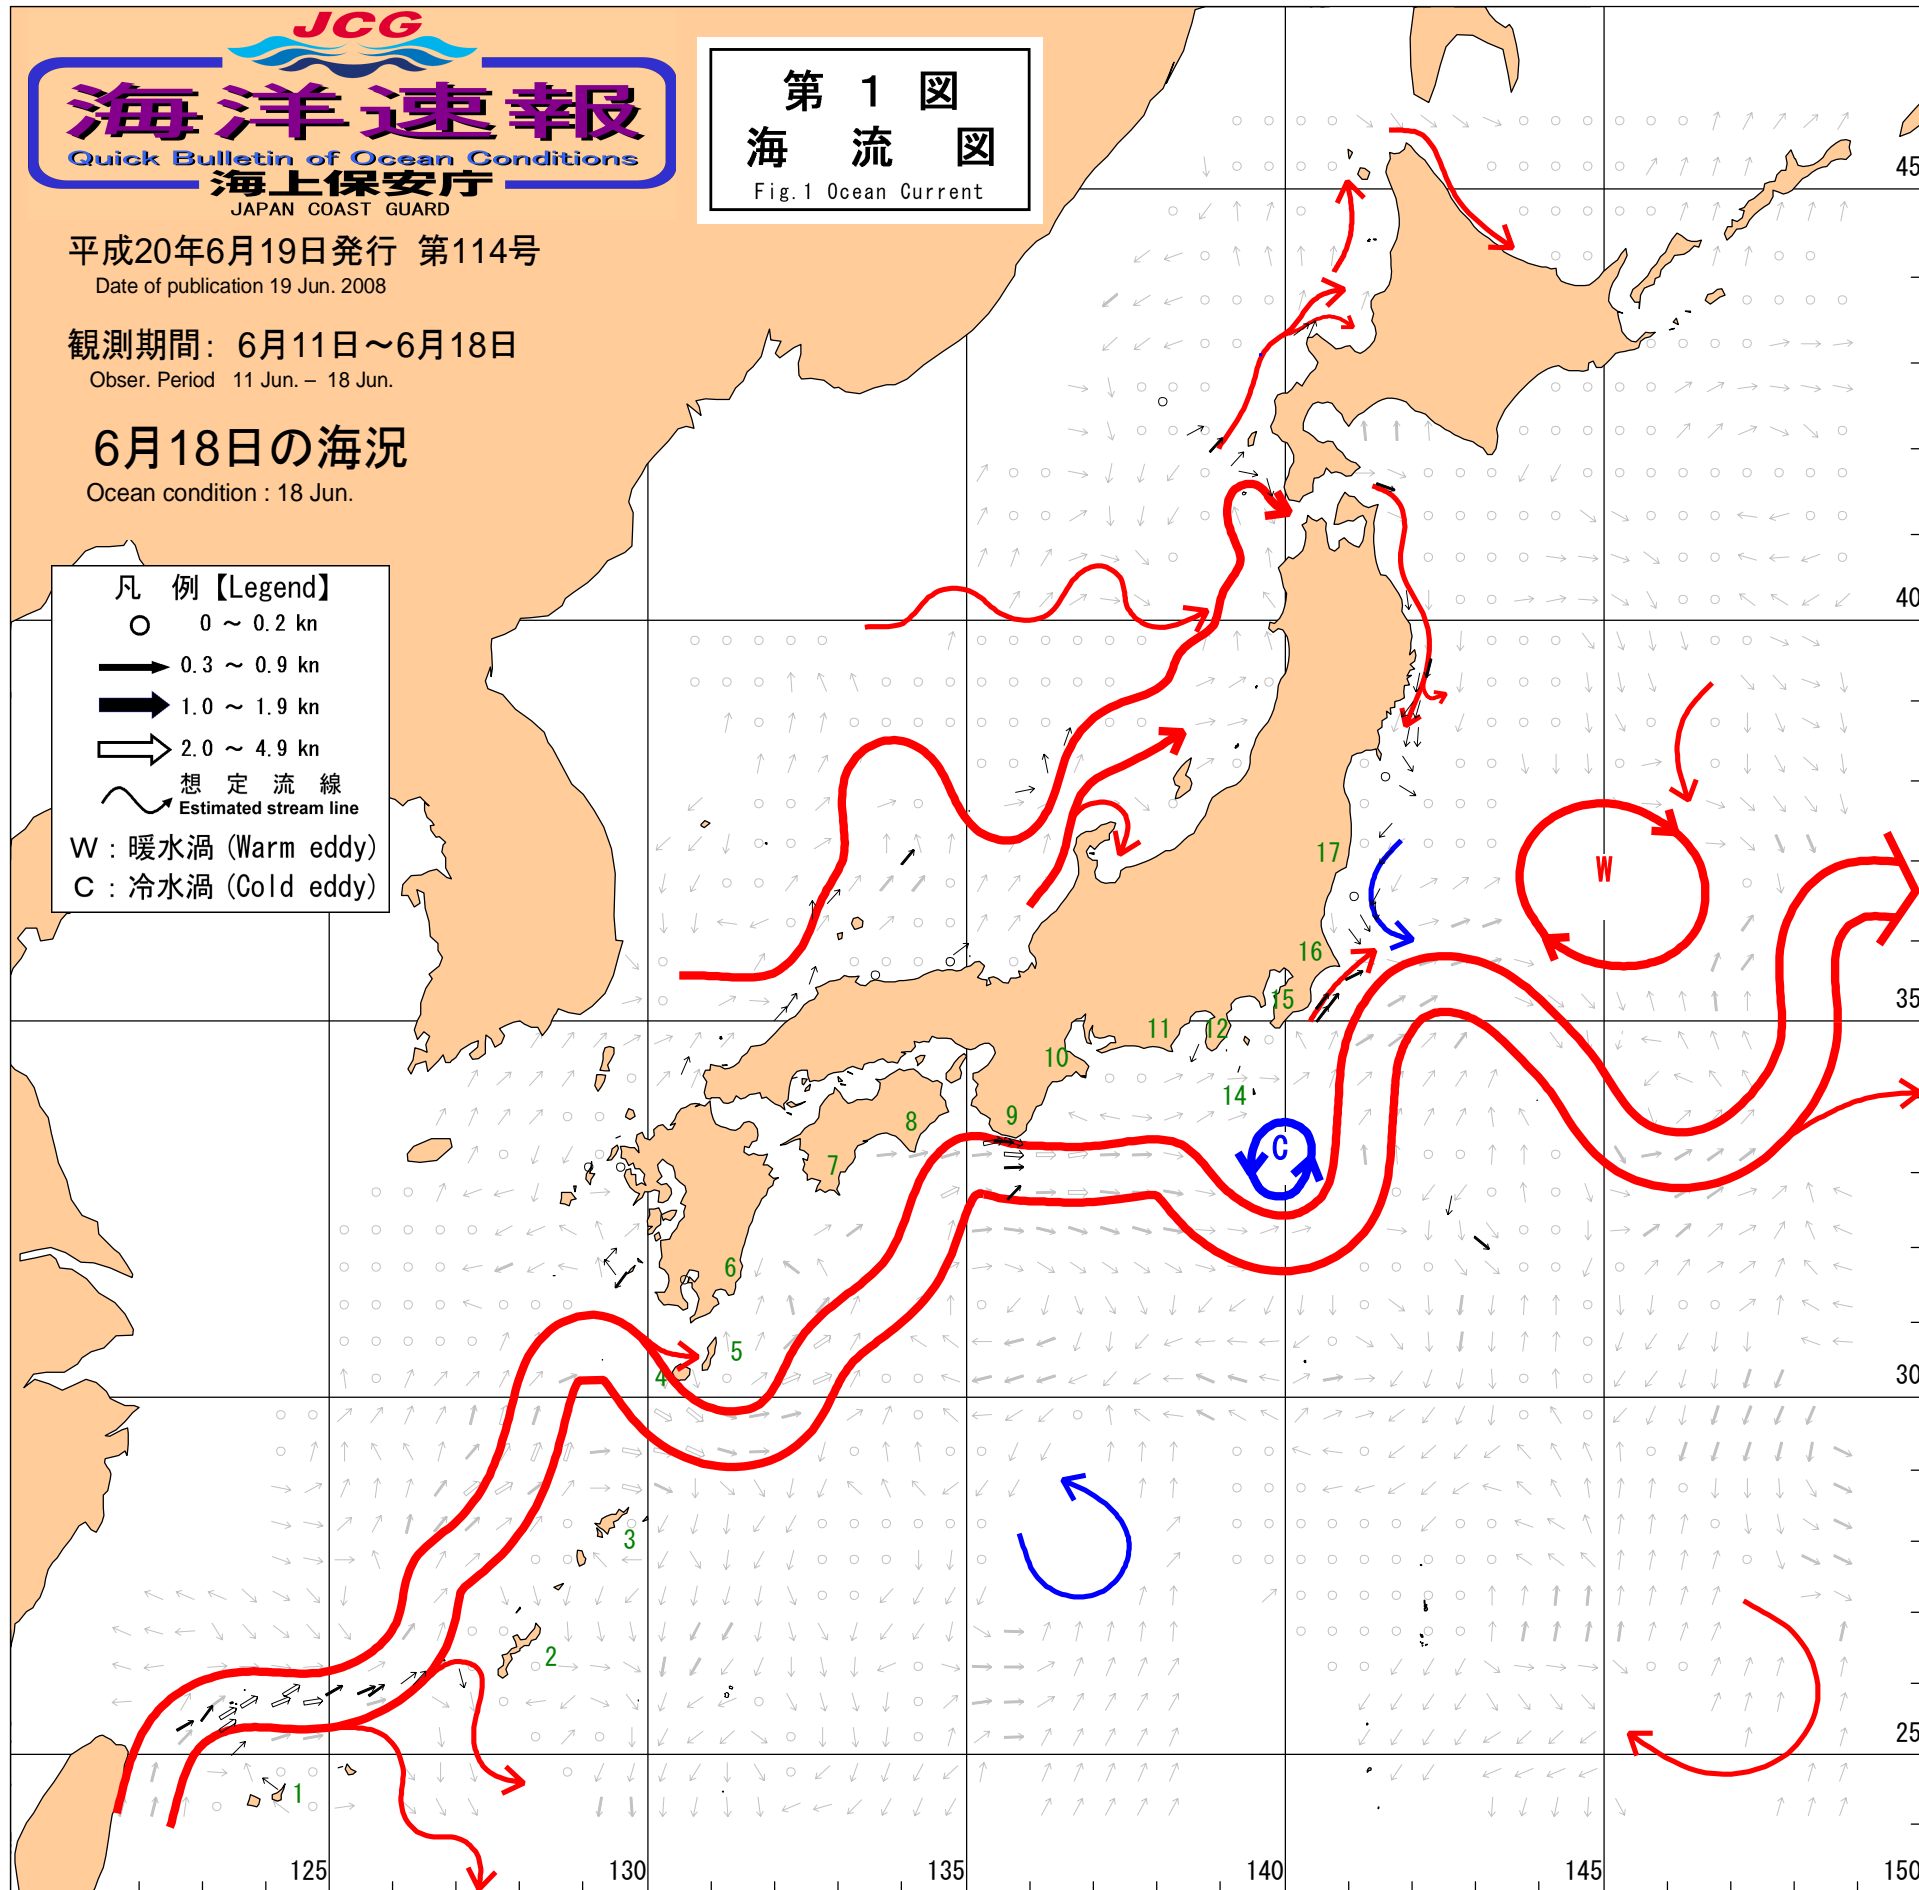 JCG
海洋速報
Quick Bulletin of Ocean Conditions
海上保安庁
JAPAN COAST GUARD
第 1 図
海 流 図
Fig.1 Ocean Current
平成20年6月19日発行 第114号
Date of publication 19 Jun. 2008
観測期間: 6月11日～6月18日
Obser. Period 11 Jun. – 18 Jun.
6月18日の海況
Ocean condition : 18 Jun.
凡 例【Legend】
0 ～ 0.2 kn
0.3 ～ 0.9 kn
1.0 ～ 1.9 kn
2.0 ～ 4.9 kn
想 定 流 線
Estimated stream line
W : 暖水渦 (Warm eddy)
C : 冷水渦 (Cold eddy)
45
40
35
30
25
17
W
16
15
12
11
10
14
9
8
7
C
6
5
4
3
2
1
125
130
135
140
145
150